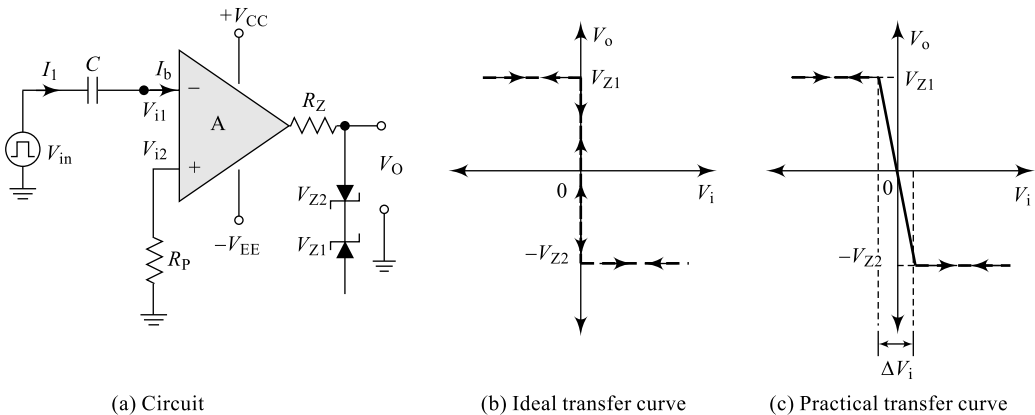 +V_CC
I_1
C
I_b
−
V_i1
A
R_Z
V_in
V_i2
+
V_O
V_Z2
V_Z1
−V_EE
R_P
(a) Circuit
V_o
V_Z1
0
V_i
−V_Z2
(b) Ideal transfer curve
V_o
V_Z1
0
V_i
−V_Z2
ΔV_i
(c) Practical transfer curve